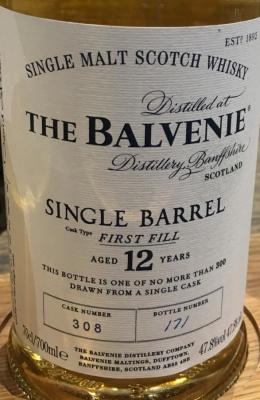 ESTD 1892
SINGLE MALT SCOTCH WHISKY
Distilled at
THE BALVENIE
Distillery, Banffshire
SCOTLAND
SINGLE BARREL
Cask Type FIRST FILL
AGED 12 YEARS
THIS BOTTLE IS ONE OF NO MORE THAN 300
DRAWN FROM A SINGLE CASK
CASK NUMBER
308
BOTTLE NUMBER
171
70cl/700ml e
47.8%
THE BALVENIE DISTILLERY COMPANY
BALVENIE MALTINGS, DUFFTOWN,
BANFFSHIRE, SCOTLAND AB55 4BB